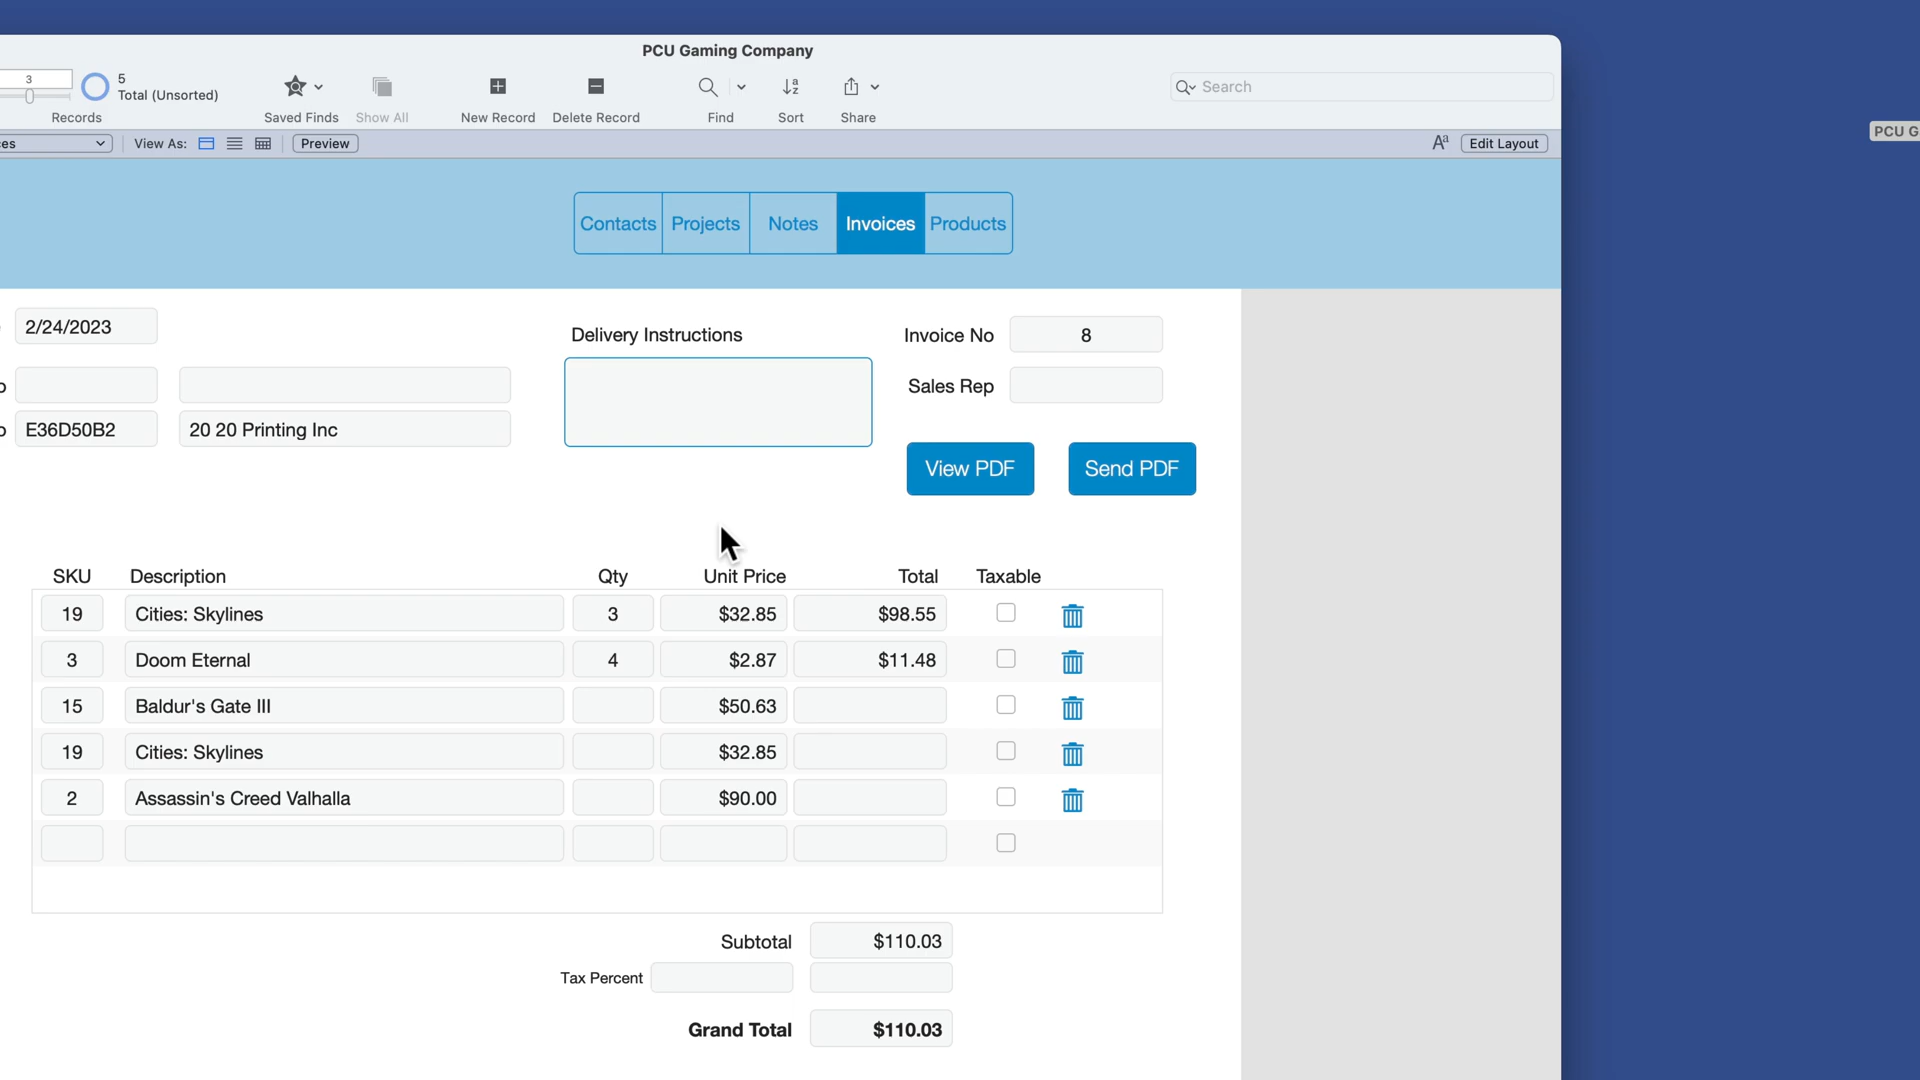 PCU Gaming Company
3
5
Total (Unsorted)
Records
Saved Finds
Show All
New Record
Delete Record
Find
Sort
Share
Search
ces
View As:
Preview
Aa
Edit Layout
PCU G
Contacts
Projects
Notes
Invoices
Products
2/24/2023
Delivery Instructions
Invoice No
8
Sales Rep
E36D50B2
20 20 Printing Inc
View PDF
Send PDF
SKU Description Qty Unit Price Total Taxable
19 Cities: Skylines 3 $32.85 $98.55
3 Doom Eternal 4 $2.87 $11.48
15 Baldur's Gate III $50.63
19 Cities: Skylines $32.85
2 Assassin's Creed Valhalla $90.00
Subtotal $110.03
Tax Percent
Grand Total $110.03